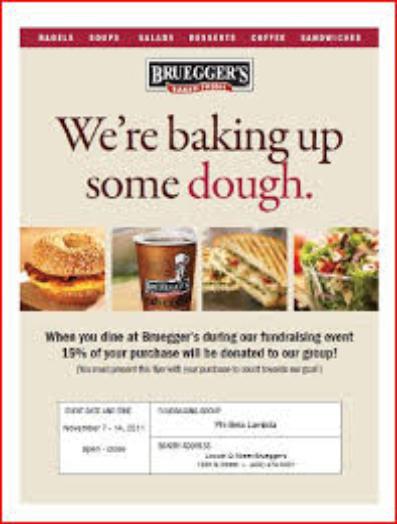 BAGELS SOUPS SALADS DESSERTS COFFEE SANDWICHES
BRUEGGER'S
We're baking up
some dough.
BRUEGGER'S
When you dine at Bruegger's during our fundraising event
15% of your purchase will be donated to our group!
(You must present this flyer with your purchase to count towards our goal!)
EVENT DATE AND TIME
November 7 - 14, 2011
open - close
FUNDRAISING GROUP
Phi Beta Lambda
BAKERY ADDRESS